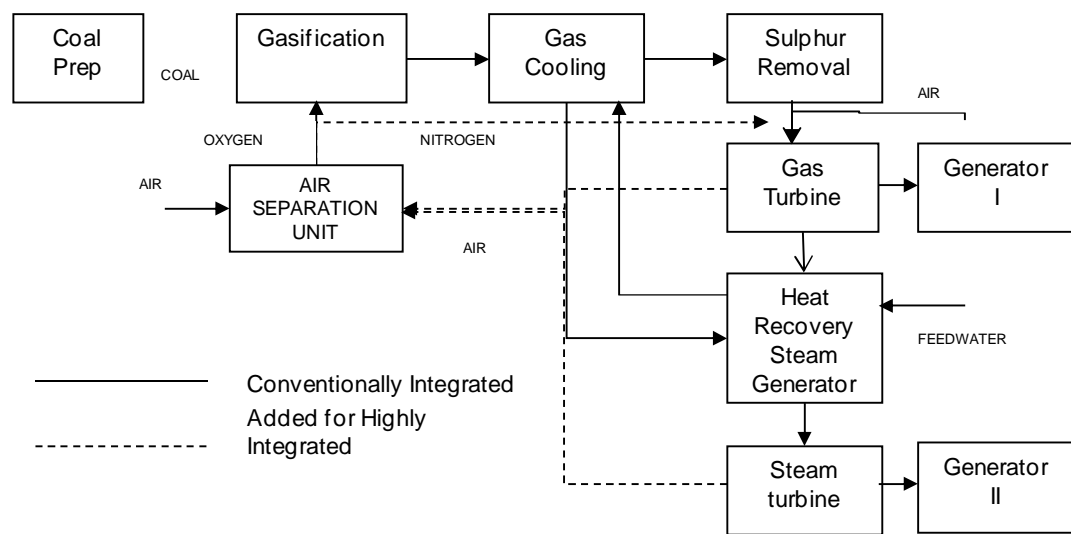 Coal
Prep
COAL
Gasification
Gas
Cooling
Sulphur
Removal
AIR
OXYGEN
NITROGEN
AIR
AIR
SEPARATION
UNIT
AIR
Gas
Turbine
Generator
I
Heat
Recovery
Steam
Generator
FEEDWATER
Conventionally Integrated
Added for Highly
Integrated
Steam
turbine
Generator
II